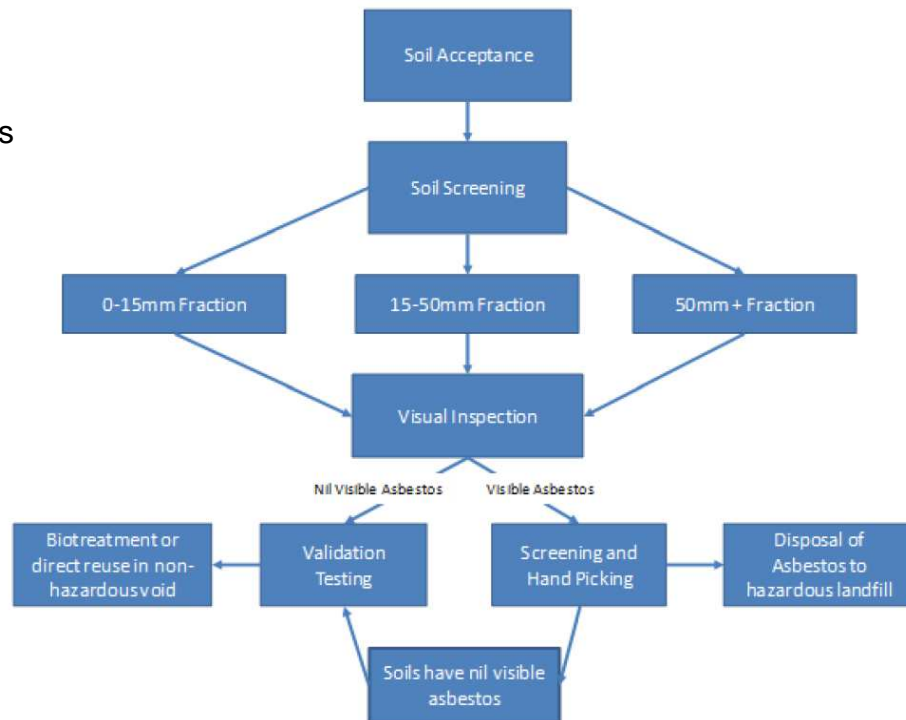 Soil Acceptance
s
Soil Screening
0-15mm Fraction
15-50mm Fraction
50mm + Fraction
Visual Inspection
Nil Visible Asbestos
Visible Asbestos
Biotreatment or
direct reuse in non-
hazardous void
Validation
Testing
Screening and
Hand Picking
Disposal of
Asbestos to
hazardous landfill
Soils have nil visible
asbestos